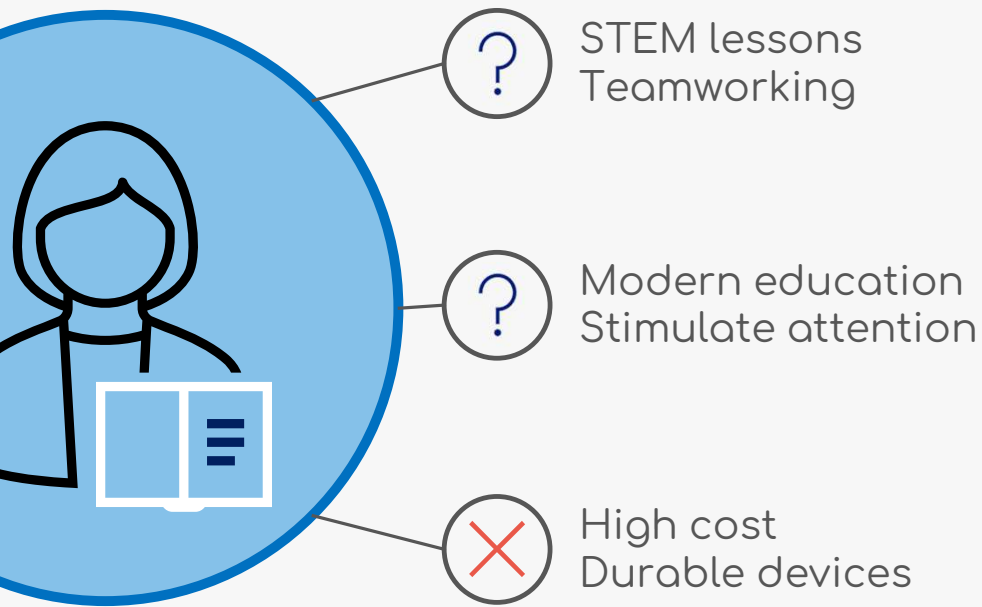 STEM lessons
Teamworking
Modern education
Stimulate attention
High cost
Durable devices